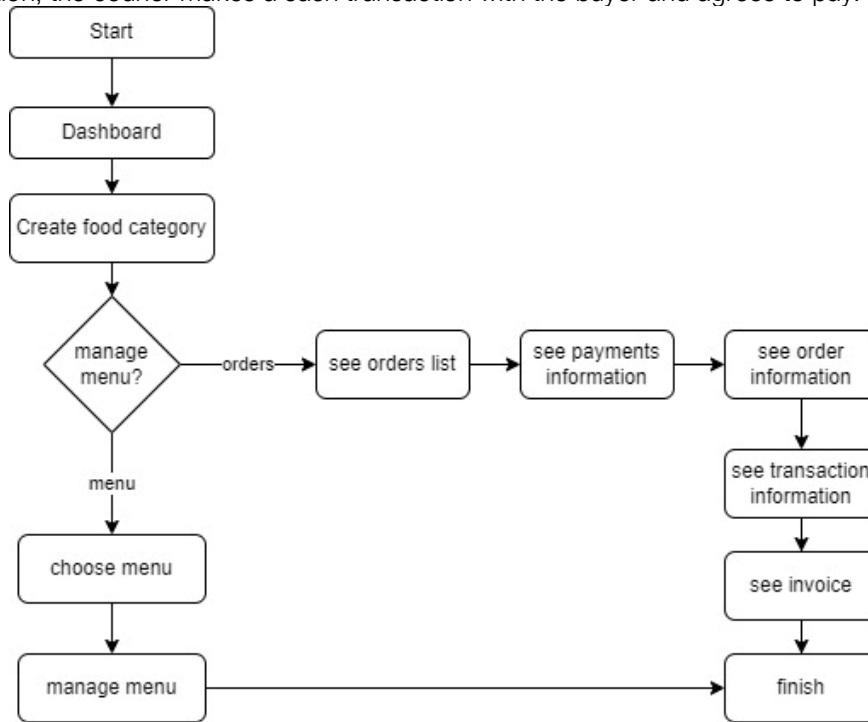 the courier makes a cash transaction with the buyer and agrees to pay.
Start
Dashboard
Create food category
manage
menu?
orders
see orders list
see payments
information
see order
information
menu
see transaction
information
choose menu
see invoice
manage menu
finish